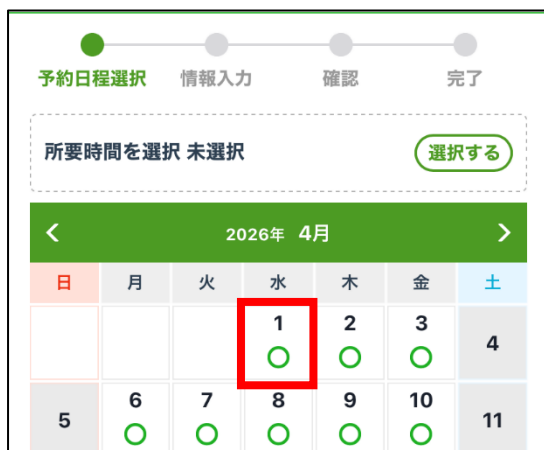 予約日程選択 情報入力 確認 完了
所要時間を選択 未選択 選択する
< 2026年 4月 >
日 月 火 水 木 金 土
1 2 3 4
○ ○ ○
5 6 7 8 9 10 11
○ ○ ○ ○ ○